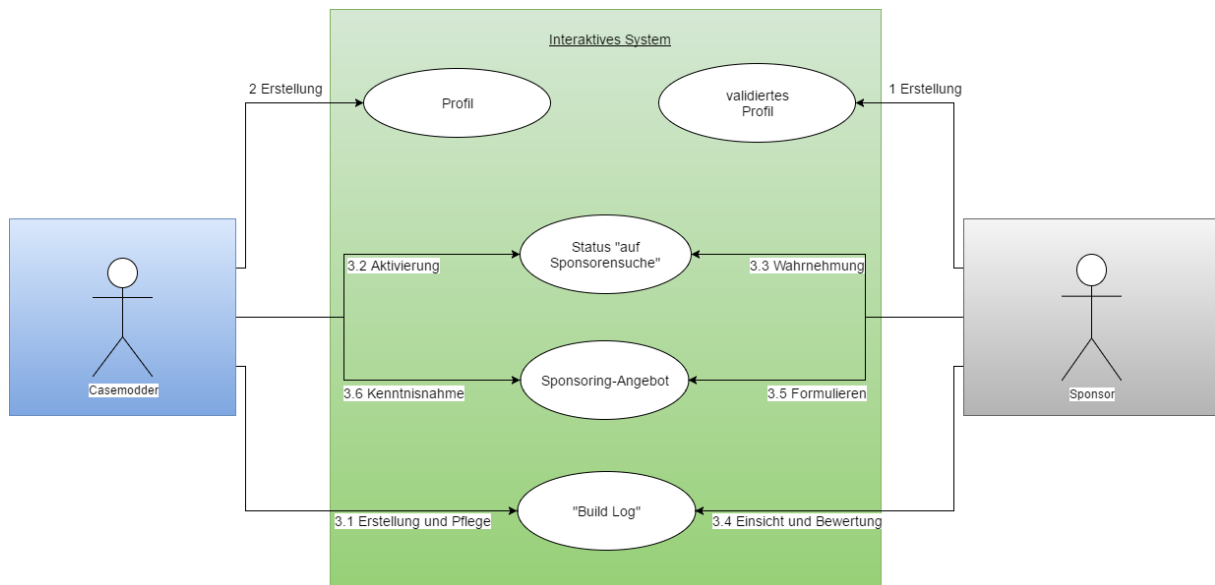 Interaktives System
2 Erstellung
Profil
validiertes
Profil
1 Erstellung
Status "auf
Sponsorensuche"
3.2 Aktivierung
3.3 Wahrnehmung
Sponsoring-Angebot
3.6 Kenntnisnahme
3.5 Formulieren
Casemodder
Sponsor
"Build Log"
3.1 Erstellung und Pflege
3.4 Einsicht und Bewertung